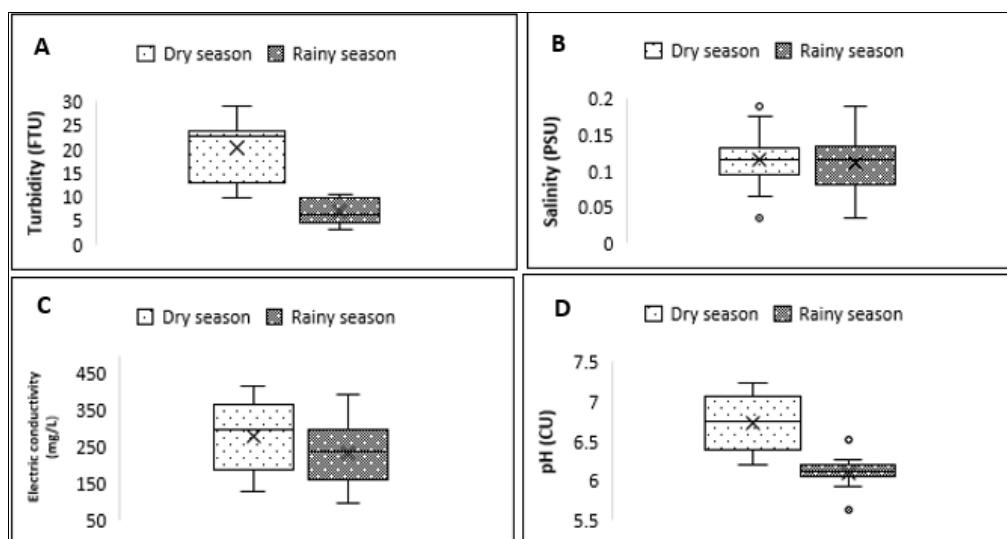 A
Dry season Rainy season
Turbidity (FTU)
30
25
20
15
10
5
0
B
Dry season Rainy season
Salinity (PSU)
0.2
0.15
0.1
0.05
0
C
Dry season Rainy season
Electric conductivity
(mg/L)
450
350
250
150
50
D
Dry season Rainy season
pH (CU)
7.5
7
6.5
6
5.5